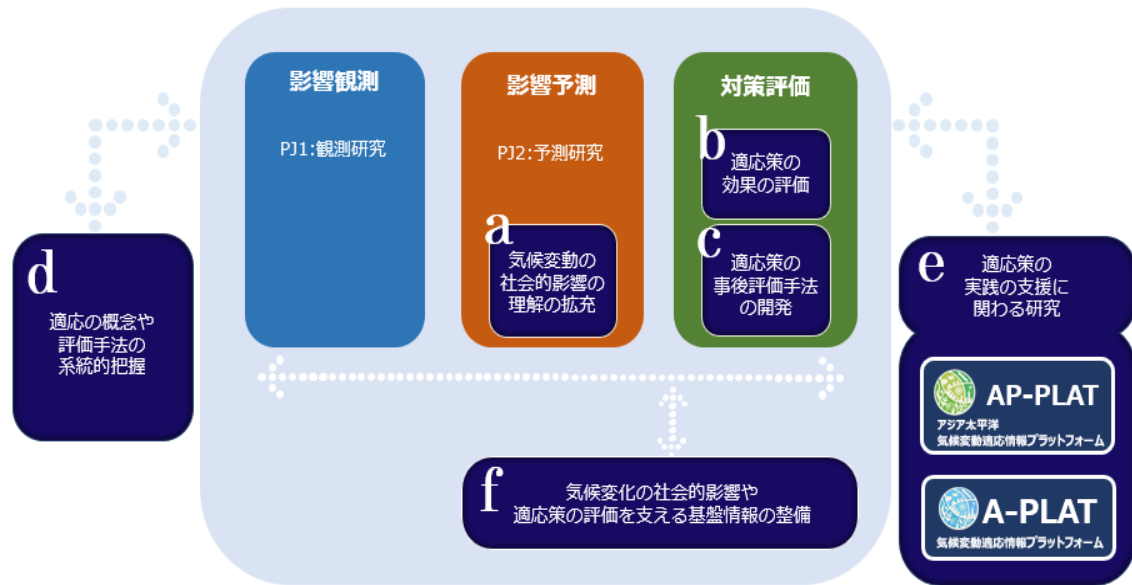 影響観測
PJ1:観測研究
影響予測
PJ2:予測研究
a
気候変動の
社会的影響の
理解の拡充
対策評価
b
適応策の
効果の評価
c
適応策の
事後評価手法
の開発
d
適応の概念や
評価手法の
系統的把握
e
適応策の
実践の支援に
関わる研究
AP-PLAT
アジア太平洋
気候変動適応情報プラットフォーム
A-PLAT
気候変動適応情報プラットフォーム
f
気候変化の社会的影響や
適応策の評価を支える基盤情報の整備